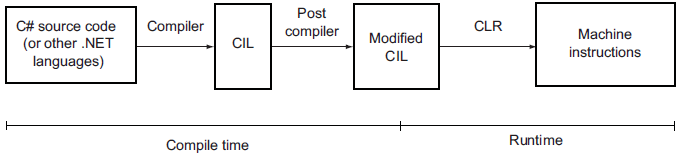 C# source code
(or other .NET
languages)
Compiler
CIL
Post
compiler
Modified
CIL
CLR
Machine
instructions
Compile time
Runtime